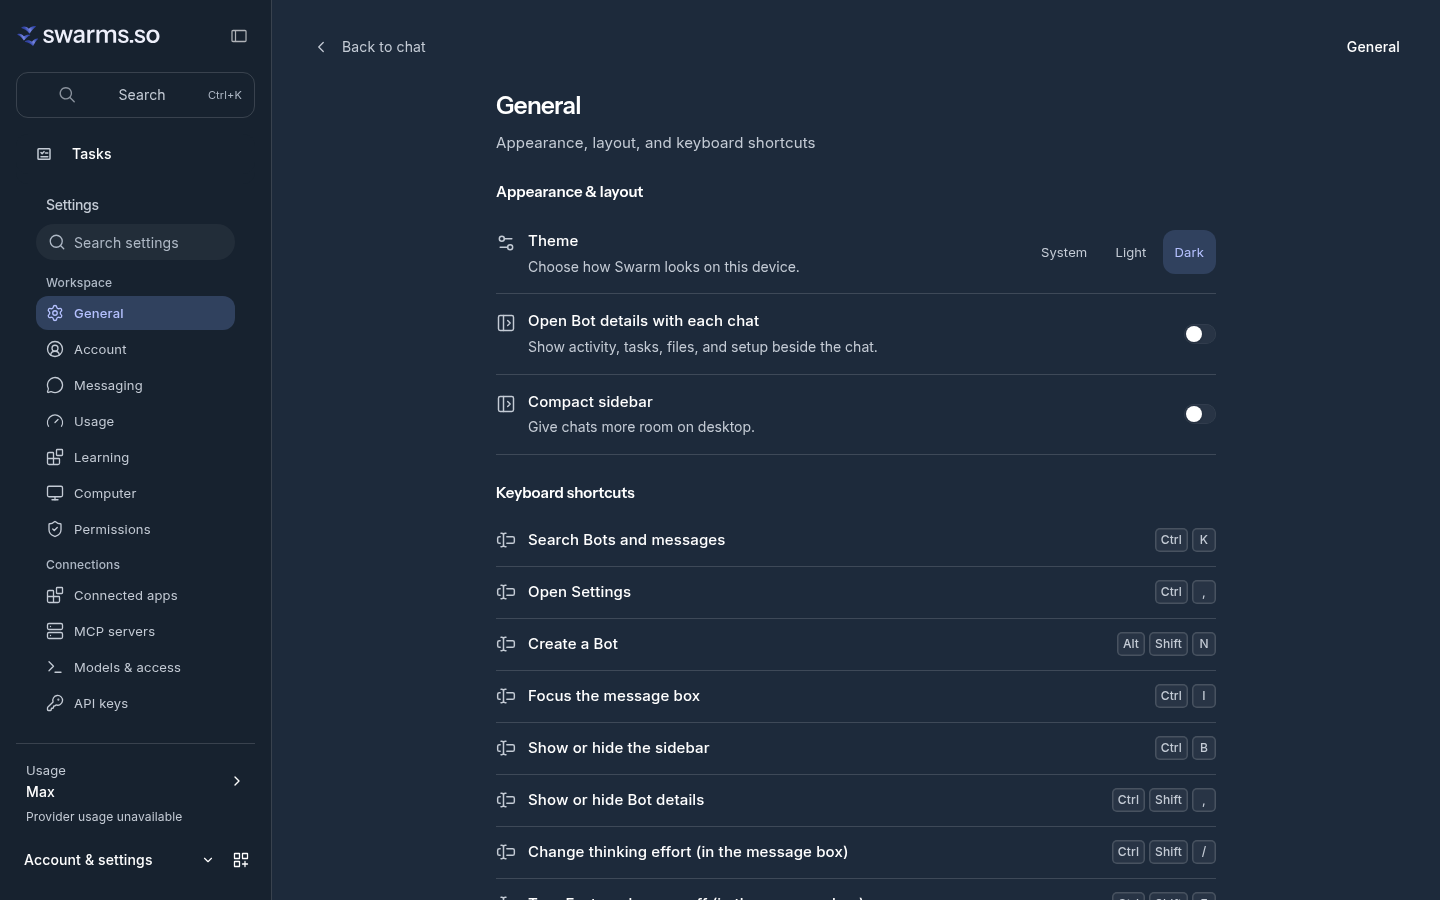 swarms.so
Search Ctrl+K
Tasks
Settings
Search settings
Workspace
General
Account
Messaging
Usage
Learning
Computer
Permissions
Connections
Connected apps
MCP servers
Models & access
API keys
Usage
Max
Provider usage unavailable
Account & settings
Back to chat
General
General
Appearance, layout, and keyboard shortcuts
Appearance & layout
Theme
Choose how Swarm looks on this device.
System Light Dark
Open Bot details with each chat
Show activity, tasks, files, and setup beside the chat.
Compact sidebar
Give chats more room on desktop.
Keyboard shortcuts
Search Bots and messages Ctrl K
Open Settings Ctrl ,
Create a Bot Alt Shift N
Focus the message box Ctrl I
Show or hide the sidebar Ctrl B
Show or hide Bot details Ctrl Shift ,
Change thinking effort (in the message box) Ctrl Shift /